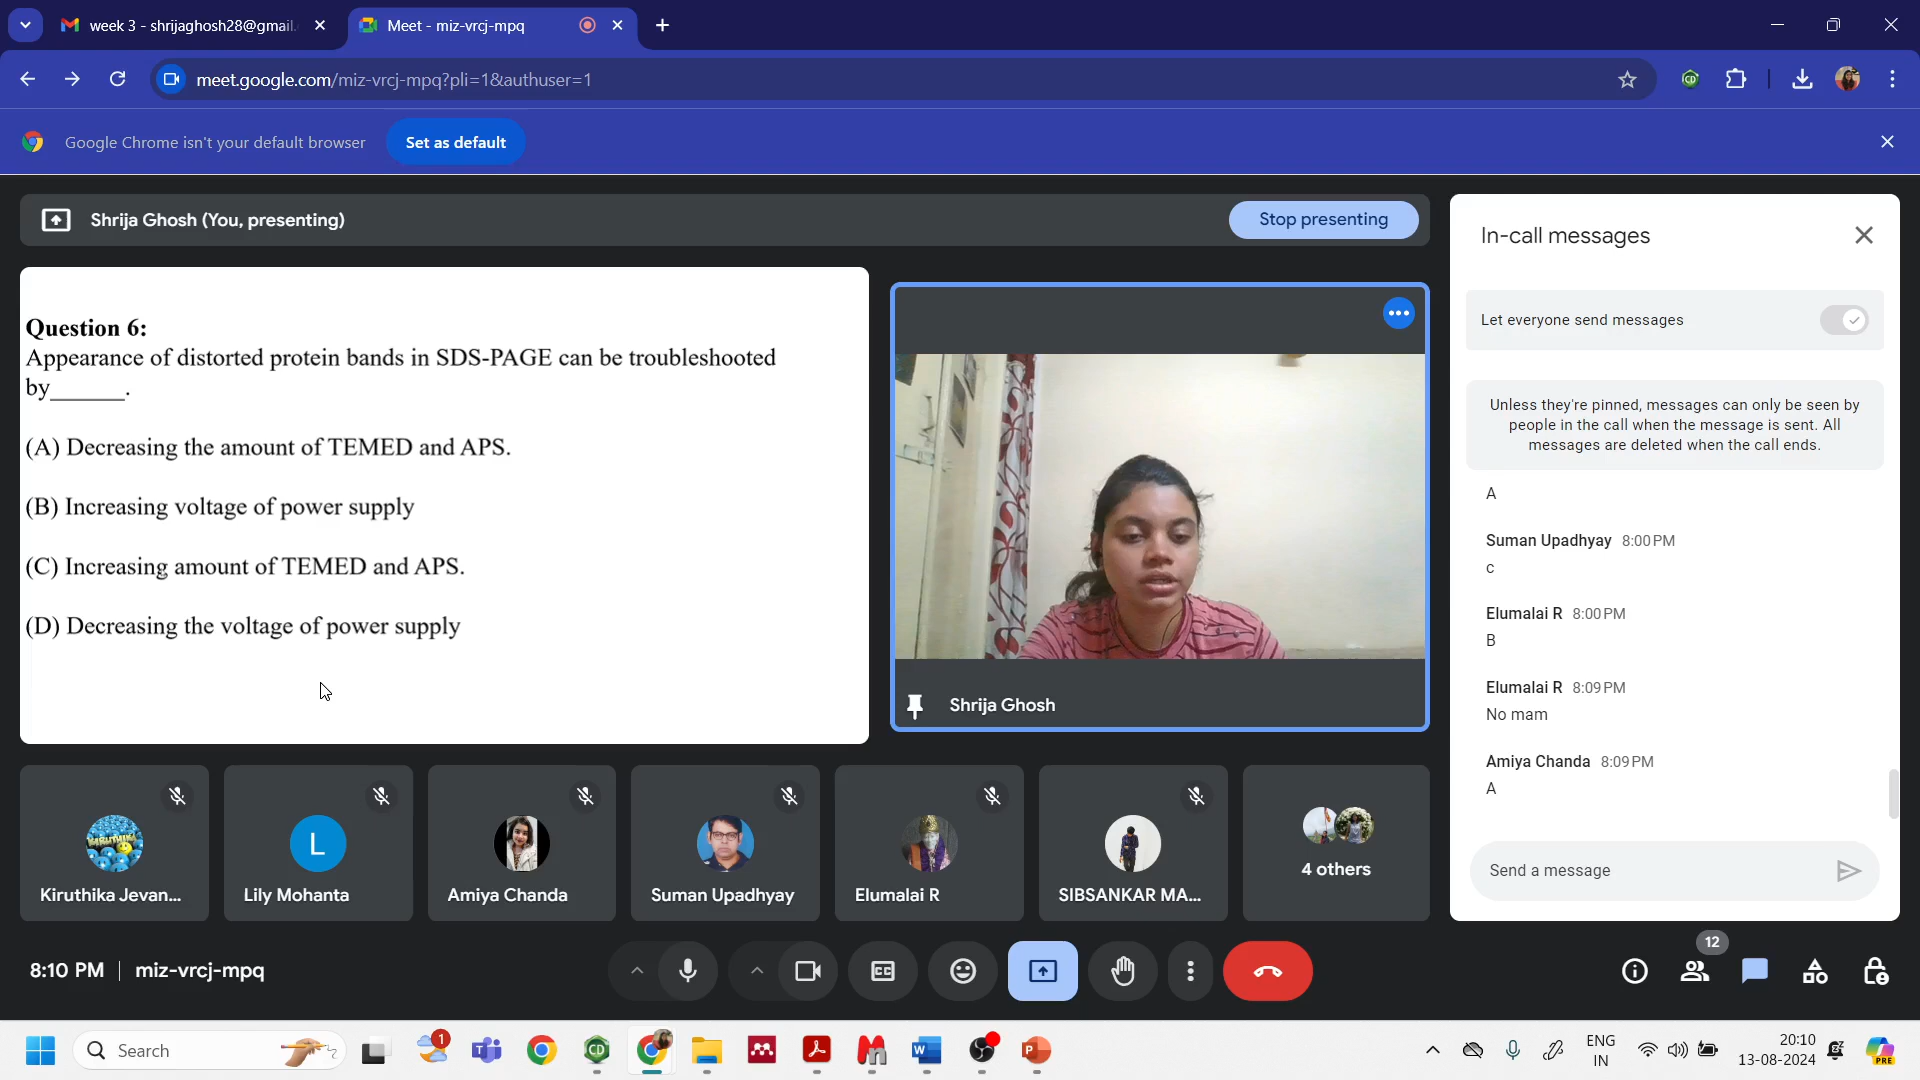 week 3 - shrijaghosh28@gmail.
Meet - miz-vrcj-mpq
meet.google.com/miz-vrcj-mpq?pli=1&authuser=1
Google Chrome isn't your default browser
Set as default
Shrija Ghosh (You, presenting)
Stop presenting
Question 6:
Appearance of distorted protein bands in SDS-PAGE can be troubleshooted
by______.
(A) Decreasing the amount of TEMED and APS.
(B) Increasing voltage of power supply
(C) Increasing amount of TEMED and APS.
(D) Decreasing the voltage of power supply
Shrija Ghosh
In-call messages
Let everyone send messages
Unless they're pinned, messages can only be seen by
people in the call when the message is sent. All
messages are deleted when the call ends.
A
Suman Upadhyay 8:00 PM
c
Elumalai R 8:00 PM
B
Elumalai R 8:09 PM
No mam
Amiya Chanda 8:09 PM
A
Send a message
L
Kiruthika Jevan...
Lily Mohanta
Amiya Chanda
Suman Upadhyay
Elumalai R
SIBSANKAR MA...
4 others
8:10 PM | miz-vrcj-mpq
CC
12
Search
1
ENG
IN
20:10
13-08-2024
PRE